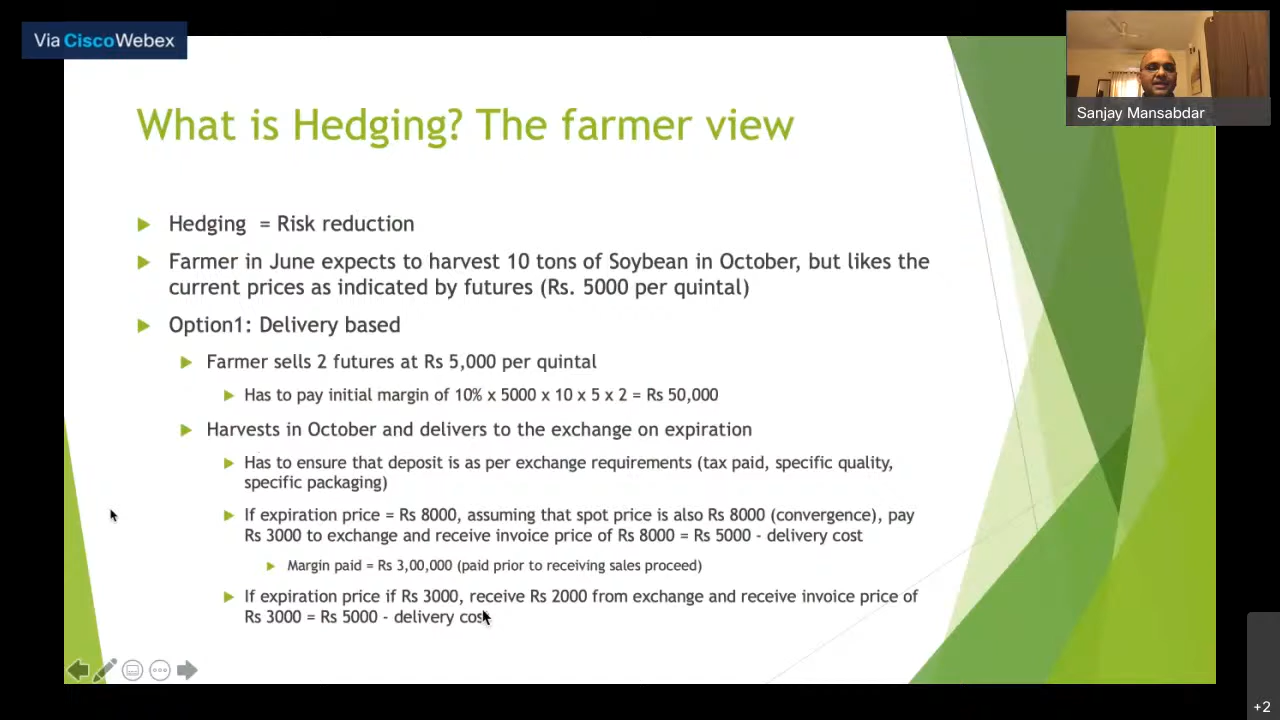 Via CiscoWebex
Sanjay Mansabdar
What is Hedging? The farmer view
Hedging = Risk reduction
Farmer in June expects to harvest 10 tons of Soybean in October, but likes the
current prices as indicated by futures (Rs. 5000 per quintal)
Option1: Delivery based
Farmer sells 2 futures at Rs 5,000 per quintal
Has to pay initial margin of 10% x 5000 x 10 x 5 x 2 = Rs 50,000
Harvests in October and delivers to the exchange on expiration
Has to ensure that deposit is as per exchange requirements (tax paid, specific quality,
specific packaging)
If expiration price = Rs 8000, assuming that spot price is also Rs 8000 (convergence), pay
Rs 3000 to exchange and receive invoice price of Rs 8000 = Rs 5000 - delivery cost
Margin paid = Rs 3,00,000 (paid prior to receiving sales proceed)
If expiration price if Rs 3000, receive Rs 2000 from exchange and receive invoice price of
Rs 3000 = Rs 5000 - delivery cost
+2